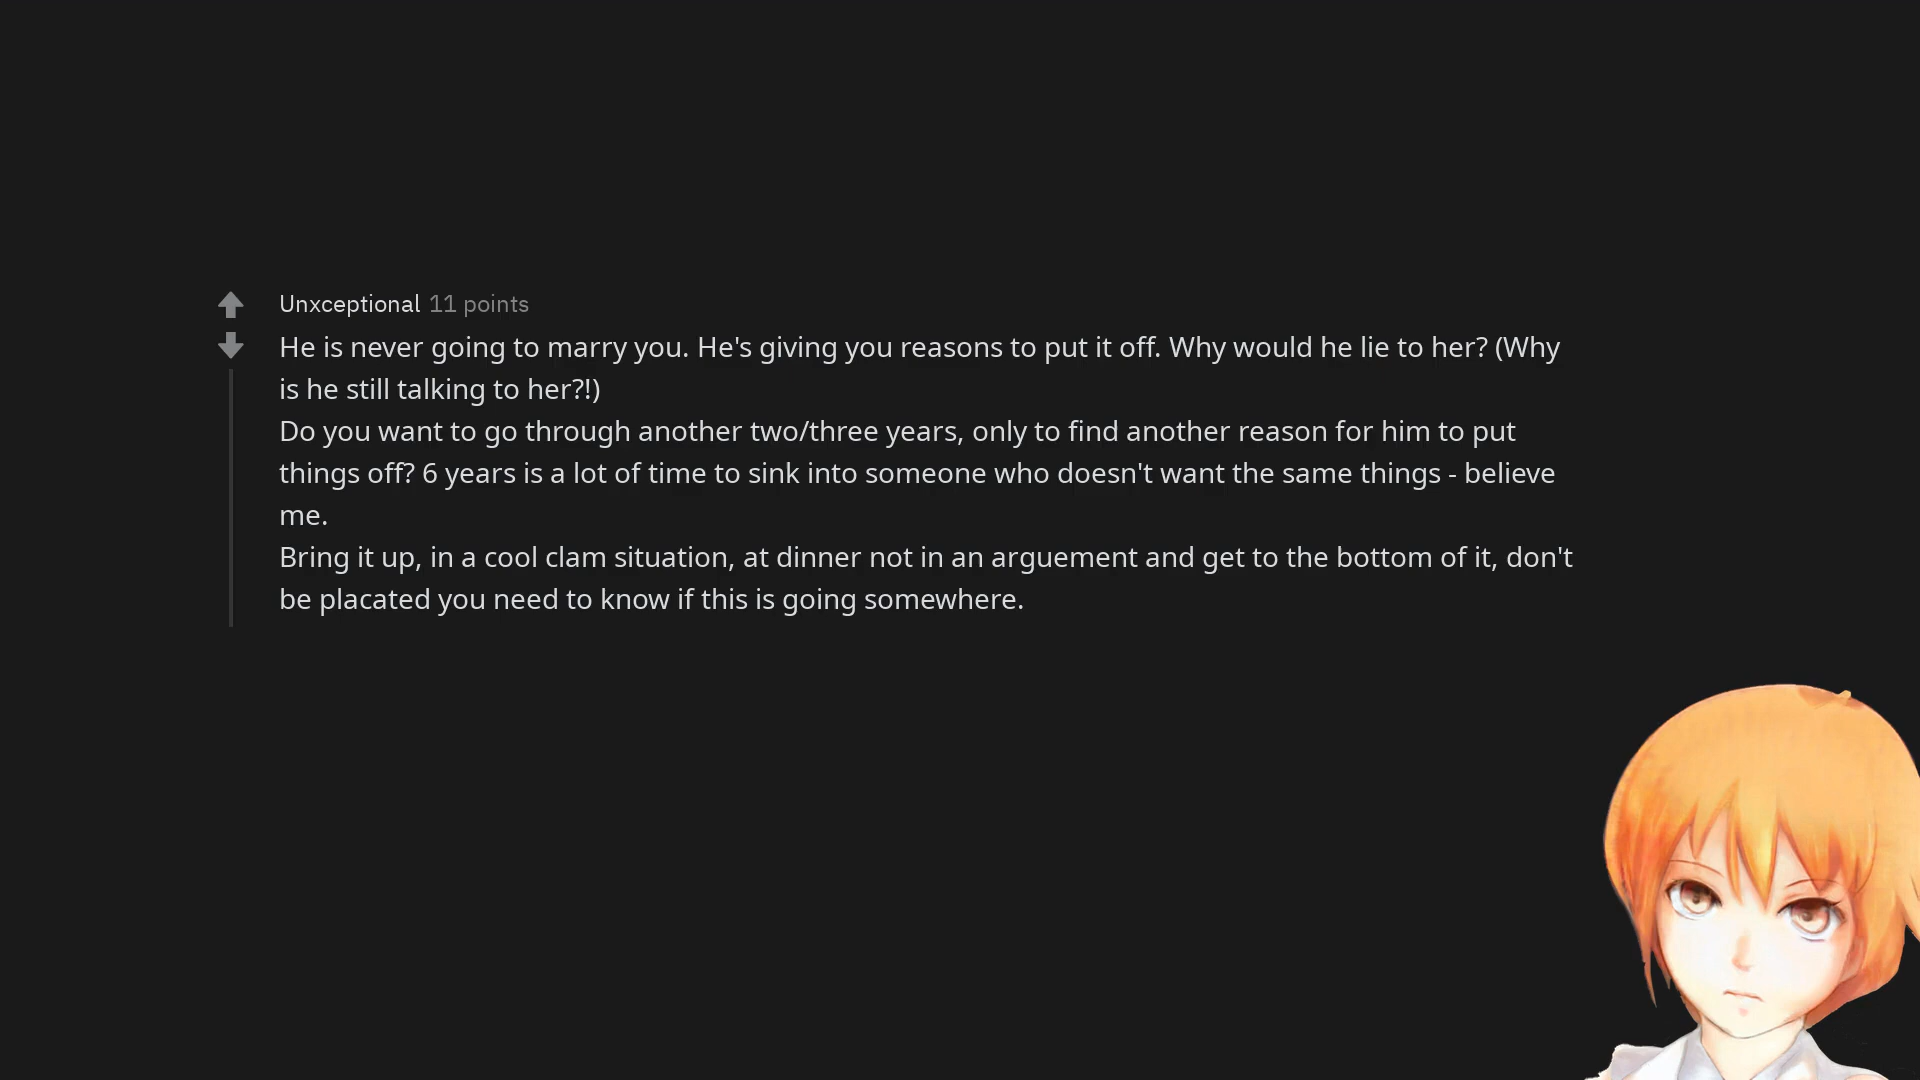 Unxceptional 11 points
He is never going to marry you. He's giving you reasons to put it off. Why would he lie to her? (Why
is he still talking to her?!)
Do you want to go through another two/three years, only to find another reason for him to put
things off? 6 years is a lot of time to sink into someone who doesn't want the same things - believe
me.
Bring it up, in a cool clam situation, at dinner not in an arguement and get to the bottom of it, don't
be placated you need to know if this is going somewhere.